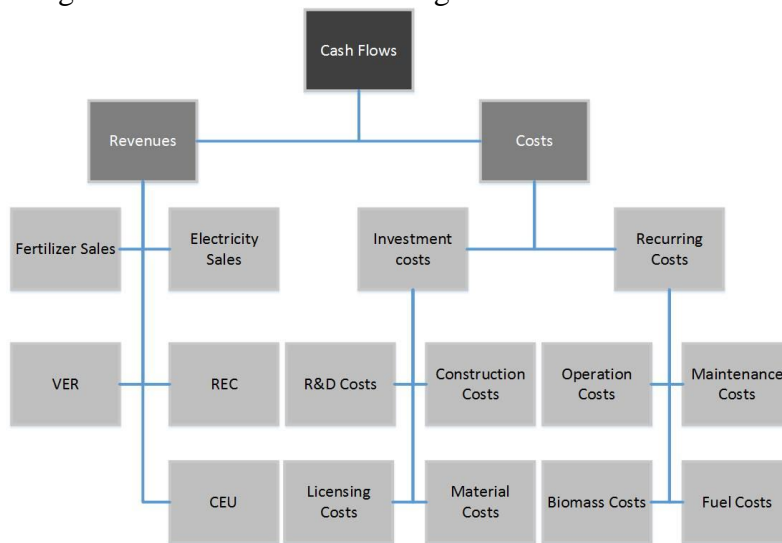 Cash Flows
Revenues
Costs
Fertilizer Sales
Electricity
Sales
Investment
costs
Recurring
Costs
VER
REC
R&D Costs
Construction
Costs
Operation
Costs
Maintenance
Costs
CEU
Licensing
Costs
Material
Costs
Biomass Costs
Fuel Costs